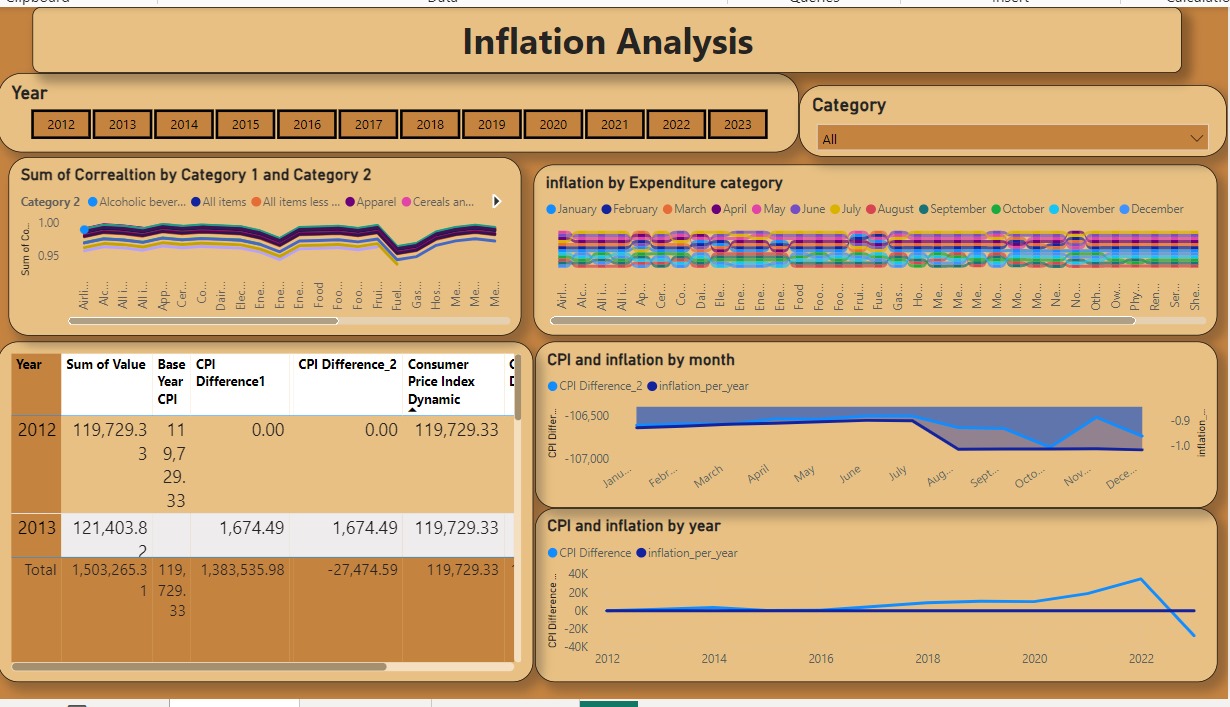 Clipboard
Data
Queries
Insert
Inflation Analysis
Year
2012 2013 2014 2015 2016 2017 2018 2019 2020 2021 2022 2023
Category
All
Sum of Correaltion by Category 1 and Category 2
Category 2 Alcoholic bever... All items All items less ... Apparel Cereals an...
Sum of Co...
1.00
0.95
Airli... Alc... All i... All i... App... Cer... Co... Dair... Elec... Ene... Ene... Ene... Food Foo... Foo... Frui... Fuel... Gas... Hos... Me... Me... Me...
inflation by Expenditure category
January February March April May June July August September October November December
Airl... Alc... All i... All i... Ap... Cer... Co... Dai... Ele... Ene... Ene... Ene... Food Foo... Foo... Frui... Fue... Gas... Ho... Me... Me... Me... Mo... Mo... Mo... Ne... No... Oth... Ow... Phy... Ren... Ser... She...
Year Sum of Value Base Year CPI CPI Difference1 CPI Difference_2 Consumer Price Index Dynamic
2012 119,729.33 119,729.33 0.00 0.00 119,729.33
2013 121,403.82 1,674.49 1,674.49 119,729.33
Total 1,503,265.31 119,729.33 1,383,535.98 -27,474.59 119,729.33
CPI and inflation by month
CPI Difference_2 inflation_per_year
CPI Differ...
-106,500
-107,000
-0.9
-1.0
inflation_...
Janu... Febr... March April May June July Aug... Sept... Octo... Nov... Dece...
CPI and inflation by year
CPI Difference inflation_per_year
CPI Difference ...
40K
20K
0K
-20K
-40K
2012 2014 2016 2018 2020 2022